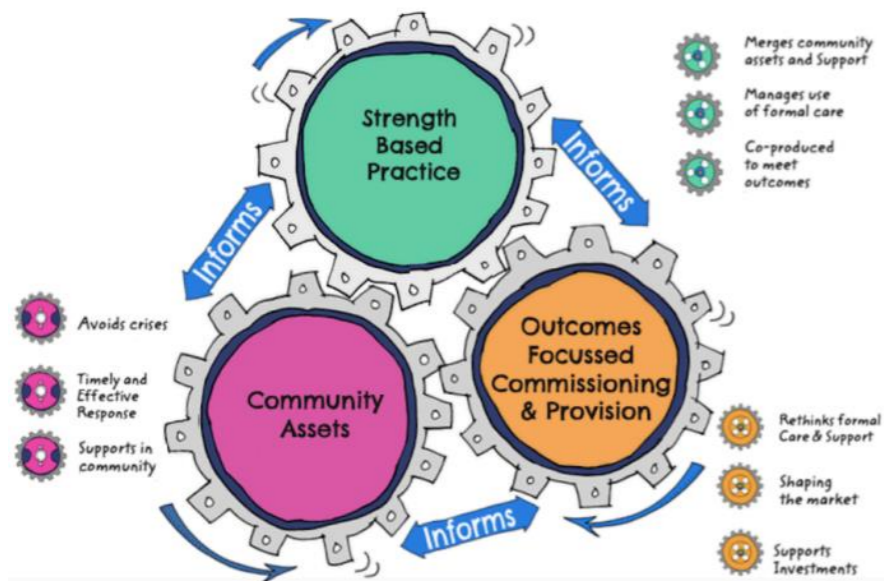 Strength
Based
Practice
Merges community
assets and Support
Manages use
of formal care
Co-produced
to meet
outcomes
Informs
Informs
Avoids crises
Timely and
Effective
Response
Supports in
community
Community
Assets
Outcomes
Focussed
Commissioning
& Provision
Rethinks formal
Care & Support
Shaping
the market
Supports
Investments
Informs